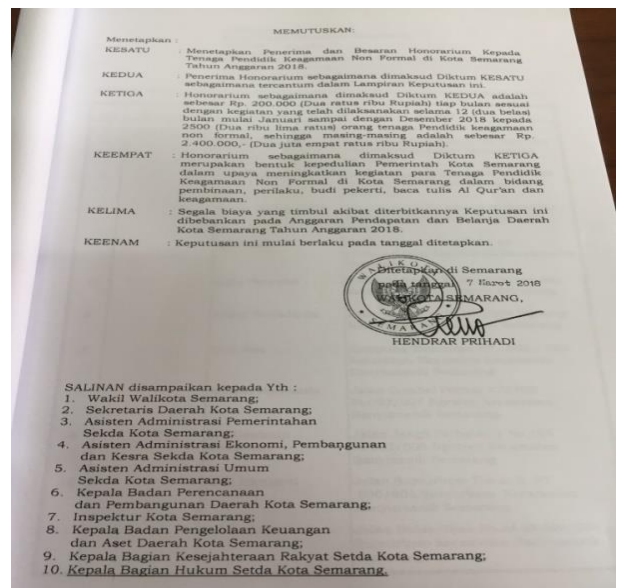 MEMUTUSKAN:
Menetapkan :
KESATU : Menetapkan Penerima dan Besaran Honorarium Kepada
Tenaga Pendidik Keagamaan Non Formal di Kota Semarang
Tahun Anggaran 2018.
KEDUA : Penerima Honorarium sebagaimana dimaksud Diktum KESATU
sebagaimana tercantum dalam Lampiran Keputusan ini.
KETIGA : Honorarium sebagaimana dimaksud Diktum KEDUA adalah
sebesar Rp. 200.000 (Dua ratus ribu Rupiah) tiap bulan sesuai
dengan kegiatan yang telah dilaksanakan selama 12 (dua belas)
bulan mulai Januari sampai dengan Desember 2018 kepada
2500 (Dua ribu lima ratus) orang tenaga Pendidik keagamaan
non formal, sehingga masing-masing adalah sebesar Rp.
2.400.000,- (Dua juta empat ratus ribu Rupiah).
KEEMPAT : Honorarium sebagaimana dimaksud Diktum KETIGA
merupakan bentuk kepedulian Pemerintah Kota Semarang
dalam upaya meningkatkan kegiatan para Tenaga Pendidik
Keagamaan Non Formal di Kota Semarang dalam bidang
pembinaan, perilaku, budi pekerti, baca tulis Al Qur'an dan
keagamaan.
KELIMA : Segala biaya yang timbul akibat diterbitkannya Keputusan ini
dibebankan pada Anggaran Pendapatan dan Belanja Daerah
Kota Semarang Tahun Anggaran 2018.
KEENAM : Keputusan ini mulai berlaku pada tanggal ditetapkan.
Ditetapkan di Semarang
pada tanggal 7 Maret 2018
WALIKOTA SEMARANG,
WALIKOTA
SEMARANG
HENDRAR PRIHADI
SALINAN disampaikan kepada Yth :
1. Wakil Walikota Semarang;
2. Sekretaris Daerah Kota Semarang;
3. Asisten Administrasi Pemerintahan
Sekda Kota Semarang;
4. Asisten Administrasi Ekonomi, Pembangunan
dan Kesra Sekda Kota Semarang;
5. Asisten Administrasi Umum
Sekda Kota Semarang;
6. Kepala Badan Perencanaan
dan Pembangunan Daerah Kota Semarang;
7. Inspektur Kota Semarang;
8. Kepala Badan Pengelolaan Keuangan
dan Aset Daerah Kota Semarang;
9. Kepala Bagian Kesejahteraan Rakyat Setda Kota Semarang;
10. Kepala Bagian Hukum Setda Kota Semarang.